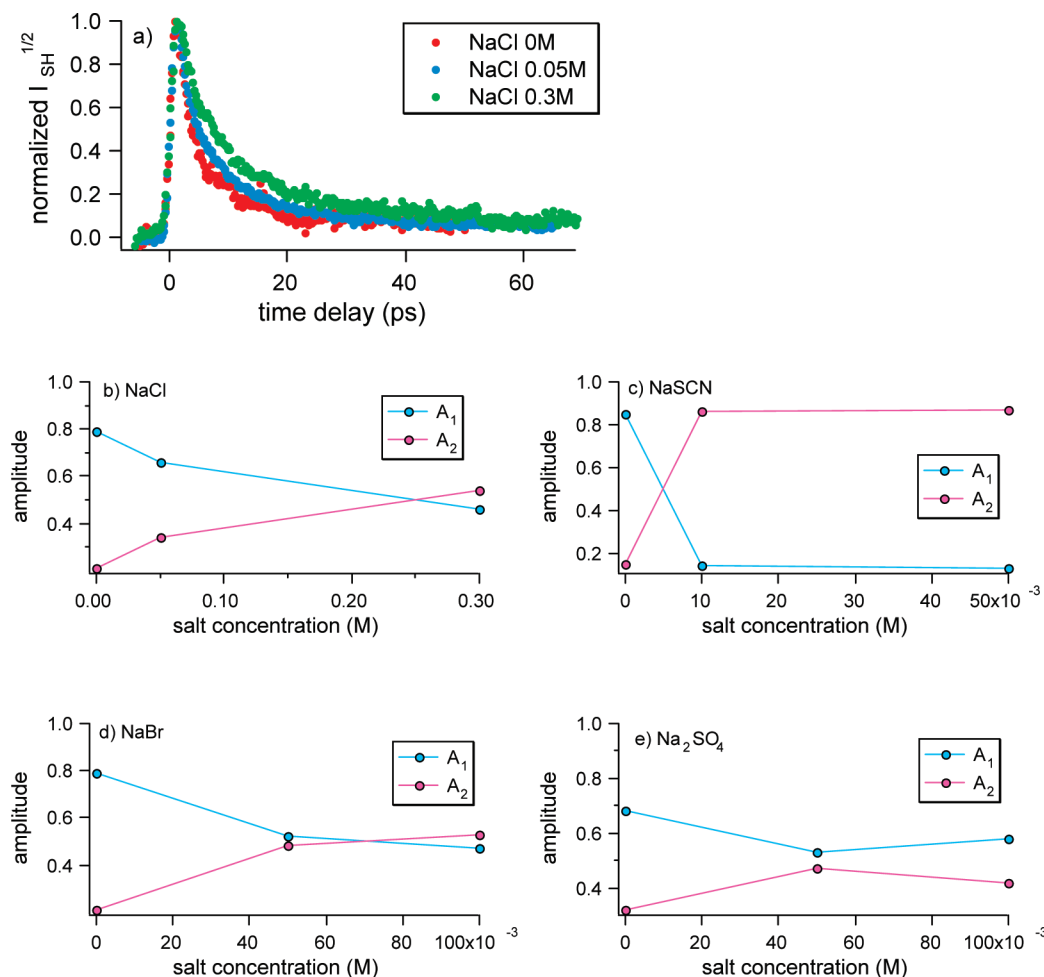 a)
normalized I SH 1/2
1.0
0.8
0.6
0.4
0.2
0.0
NaCl 0M
NaCl 0.05M
NaCl 0.3M
0 20 40 60
time delay (ps)
b) NaCl
amplitude
1.0
0.8
0.6
0.4
A1
A2
0.00 0.10 0.20 0.30
salt concentration (M)
c) NaSCN
amplitude
1.0
0.8
0.6
0.4
0.2
A1
A2
0 10 20 30 40 50x10 -3
salt concentration (M)
d) NaBr
amplitude
1.0
0.8
0.6
0.4
A1
A2
0 20 40 60 80 100x10 -3
salt concentration (M)
e) Na2SO4
amplitude
1.0
0.8
0.6
0.4
A1
A2
0 20 40 60 80 100x10 -3
salt concentration (M)